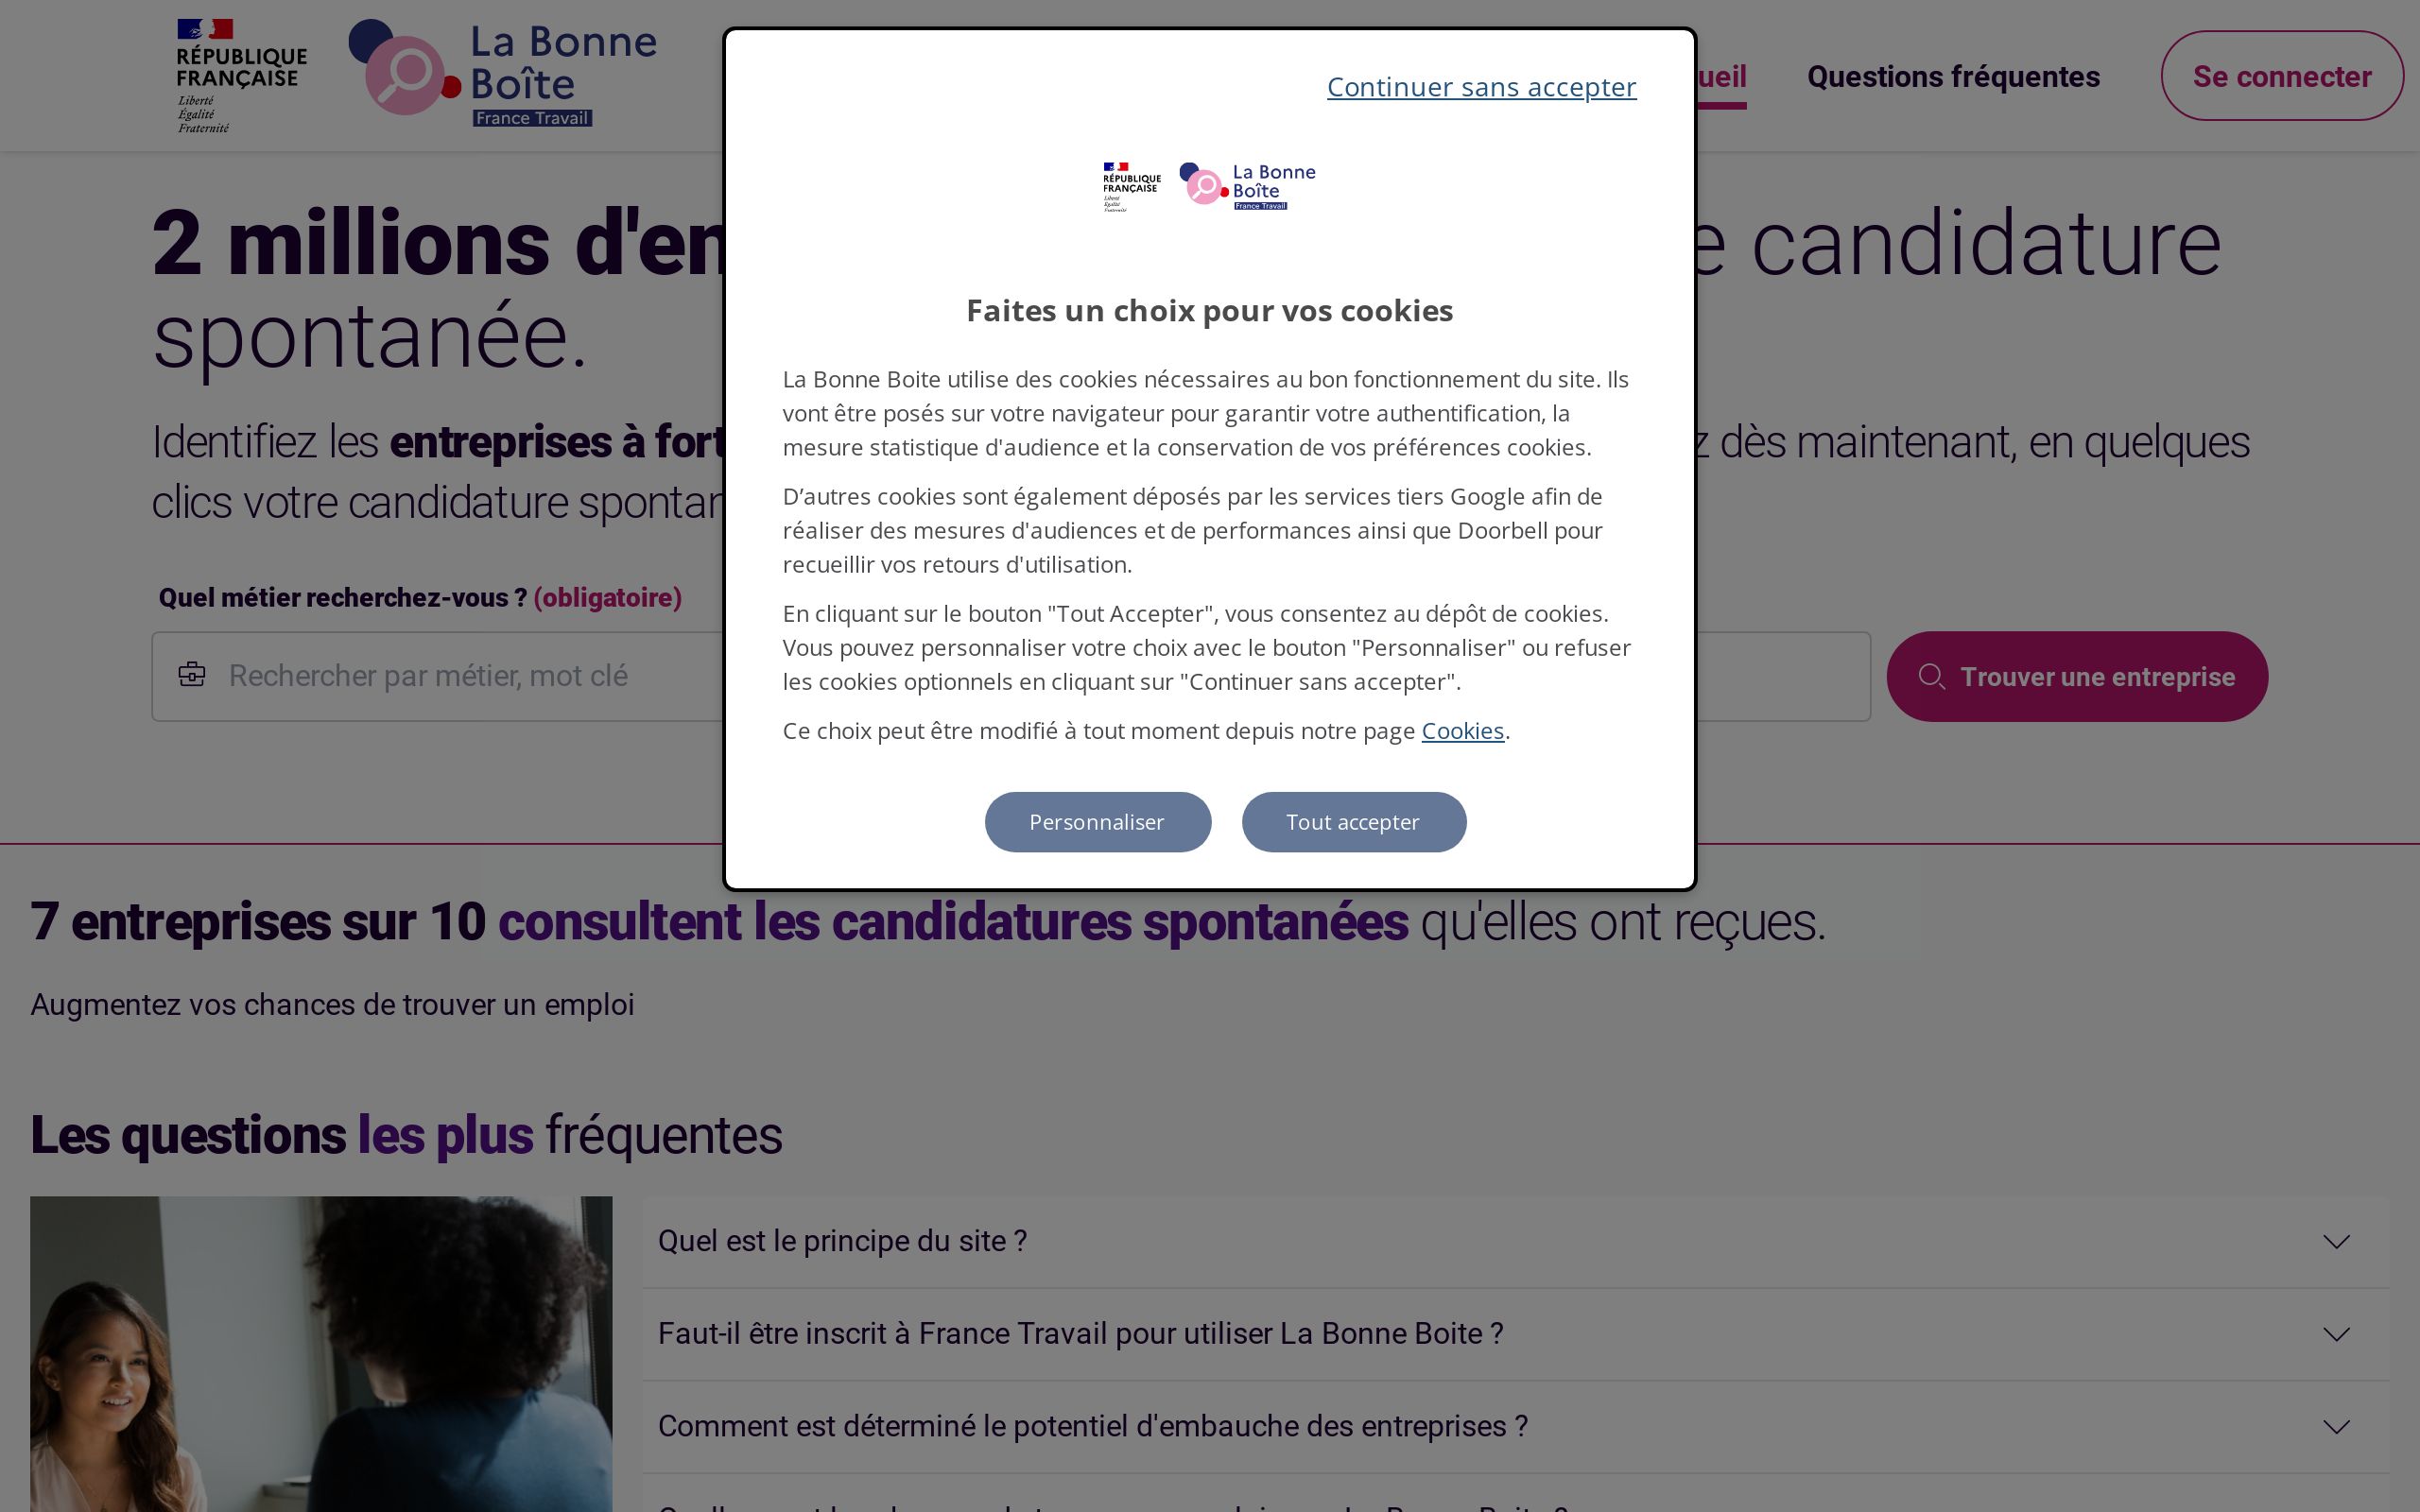 RÉPUBLIQUE
FRANÇAISE
Liberté
Égalité
Fraternité
La Bonne
Boîte
France Travail
Questions fréquentes
Se connecter
Continuer sans accepter
RÉPUBLIQUE
FRANÇAISE
Liberté
Égalité
Fraternité
La Bonne
Boîte
France Travail
2 millions candidature
spontanée.
Identifiez les entreprises à fort dès maintenant, en quelques
clics votre candidature
Faites un choix pour vos cookies
La Bonne Boite utilise des cookies nécessaires au bon fonctionnement du site. Ils
vont être posés sur votre navigateur pour garantir votre authentification, la
mesure statistique d'audience et la conservation de vos préférences cookies.
D’autres cookies sont également déposés par les services tiers Google afin de
réaliser des mesures d'audiences et de performances ainsi que Doorbell pour
recueillir vos retours d'utilisation.
En cliquant sur le bouton "Tout Accepter", vous consentez au dépôt de cookies.
Vous pouvez personnaliser votre choix avec le bouton "Personnaliser" ou refuser
les cookies optionnels en cliquant sur "Continuer sans accepter".
Ce choix peut être modifié à tout moment depuis notre page Cookies.
Personnaliser
Tout accepter
Quel métier recherchez-vous ? (obligatoire)
Rechercher par métier, mot clé
Trouver une entreprise
7 entreprises sur 10 consultent les candidatures spontanées qu'elles ont reçues.
Augmentez vos chances de trouver un emploi
Les questions les plus fréquentes
Quel est le principe du site ?
Faut-il être inscrit à France Travail pour utiliser La Bonne Boite ?
Comment est déterminé le potentiel d'embauche des entreprises ?